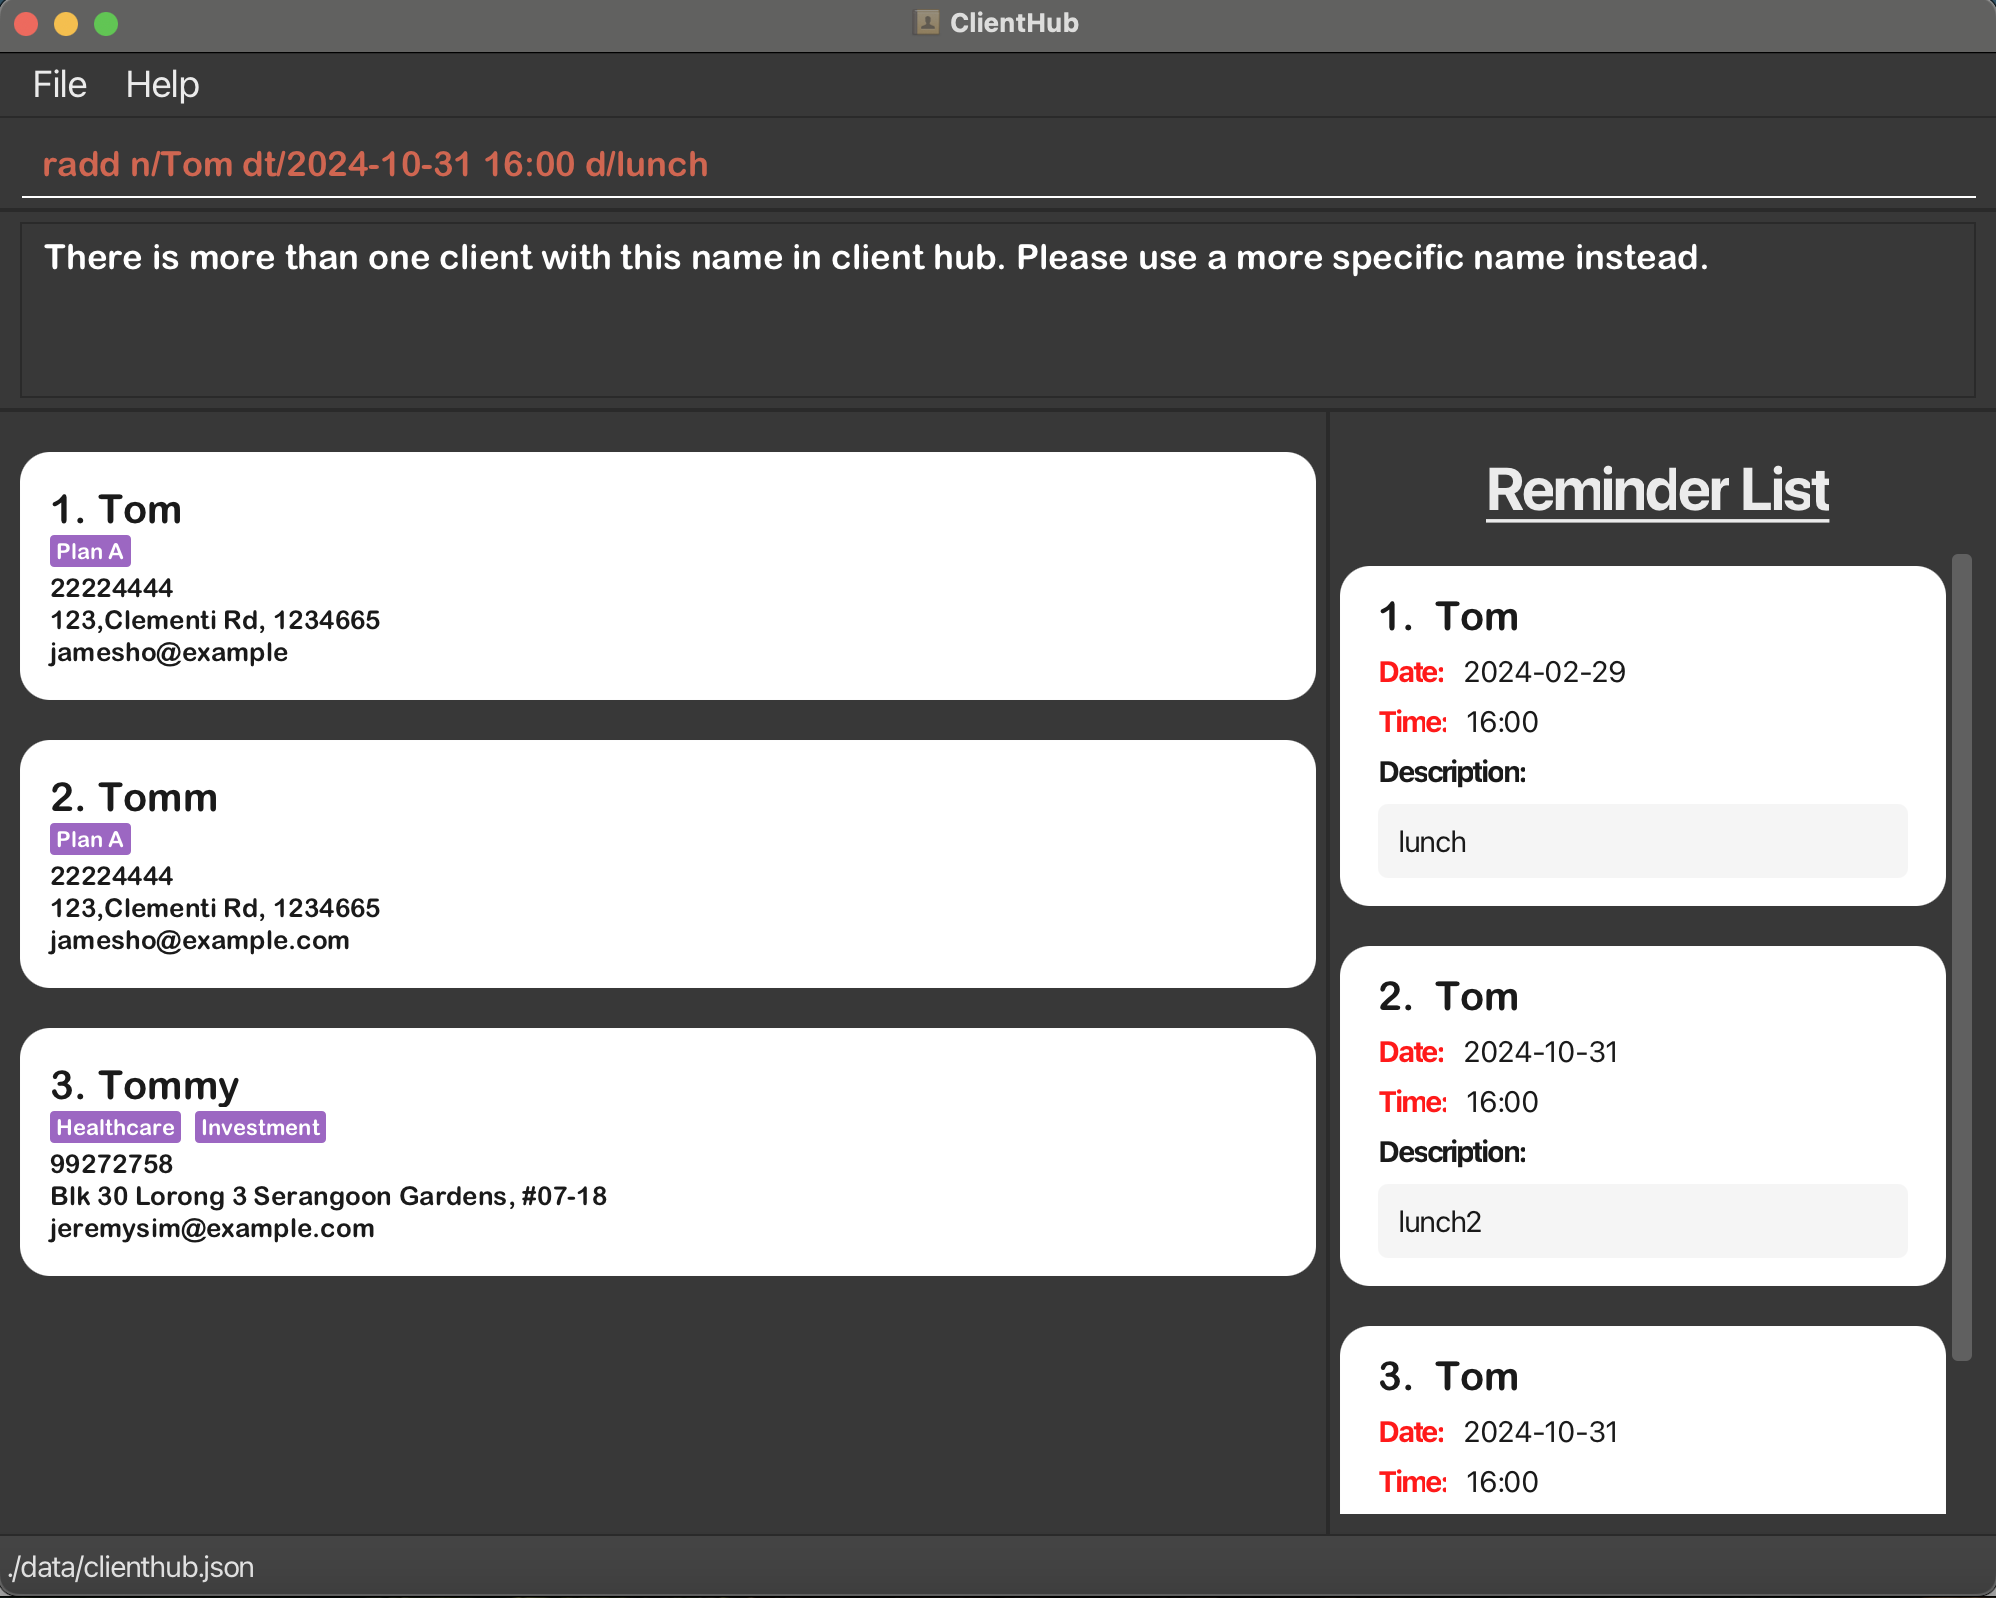 ClientHub
File Help
radd n/Tom dt/2024-10-31 16:00 d/lunch
There is more than one client with this name in client hub. Please use a more specific name instead.
1. Tom
Plan A
22224444
123,Clementi Rd, 1234665
jamesho@example
2. Tomm
Plan A
22224444
123,Clementi Rd, 1234665
jamesho@example.com
3. Tommy
Healthcare Investment
99272758
Blk 30 Lorong 3 Serangoon Gardens, #07-18
jeremysim@example.com
Reminder List
1. Tom
Date: 2024-02-29
Time: 16:00
Description:
lunch
2. Tom
Date: 2024-10-31
Time: 16:00
Description:
lunch2
3. Tom
Date: 2024-10-31
Time: 16:00
./data/clienthub.json